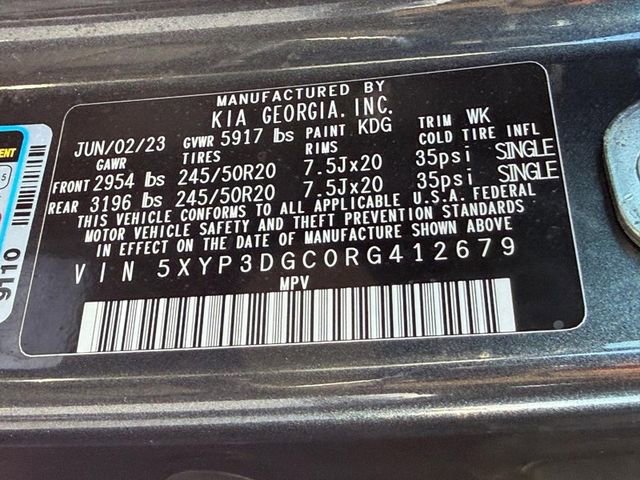 MANUFACTURED BY
KIA GEORGIA, INC.
JUN/02/23 GVWR 5917 lbs PAINT KDG TRIM WK
GAWR TIRES RIMS COLD TIRE INFL
FRONT 2954 lbs 245/50R20 7.5Jx20 35psi SINGLE
REAR 3196 lbs 245/50R20 7.5Jx20 35psi SINGLE
THIS VEHICLE CONFORMS TO ALL APPLICABLE U.S.A. FEDERAL
MOTOR VEHICLE SAFETY AND THEFT PREVENTION STANDARDS
IN EFFECT ON THE DATE OF MANUFACTURE SHOWN ABOVE
VIN 5XYP3DGC0RG412679
MPV
9110